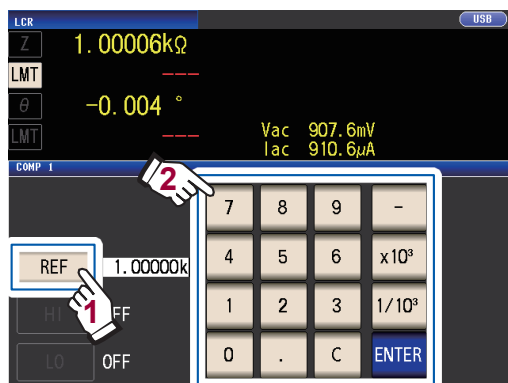 LCR USB
Z 1.00006kΩ
LMT ---
θ -0.004 °
LMT ---
Vac 907.6mV
Iac 910.6μA
COMP 1
2
7 8 9 -
4 5 6 x10³
REF 1.00000k
1
1 2 3 1/10³
HI FF
0 . C ENTER
LO OFF